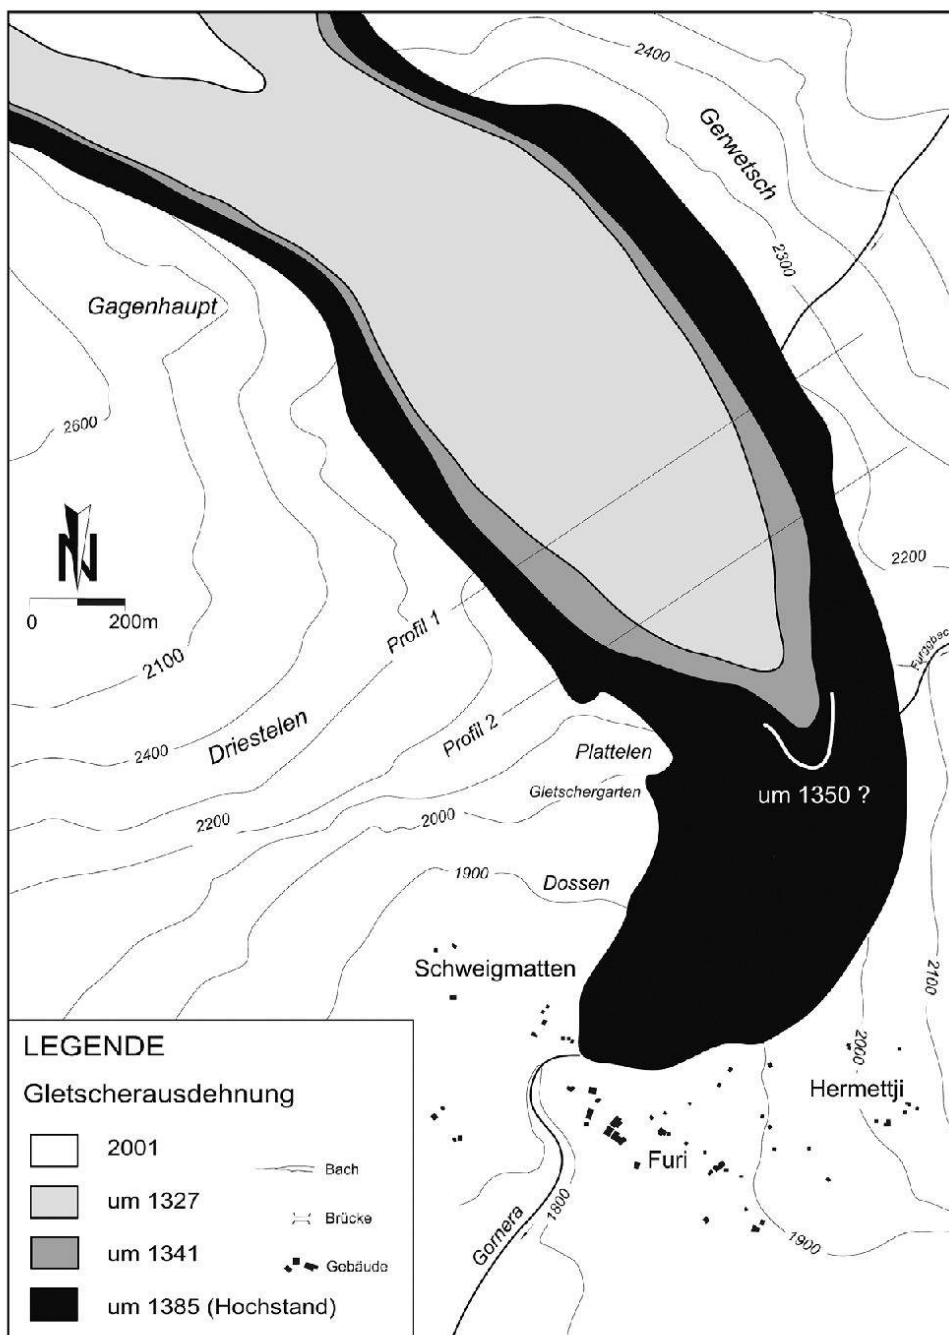 2400
Gerwetsch
2300
Gagenhaupt
2600
N
0 200m
2200
Profil 1
2100
Driestelen
2400
Profil 2
Plattelen
Gletschergarten
um 1350 ?
2200
2000
1900
Dossen
Schweigmatten
2100
2000
Hermettji
Furi
1800
Gornera
1900
LEGENDE
Gletscherausdehnung
2001
um 1327
um 1341
um 1385 (Hochstand)
Bach
Brücke
Gebäude